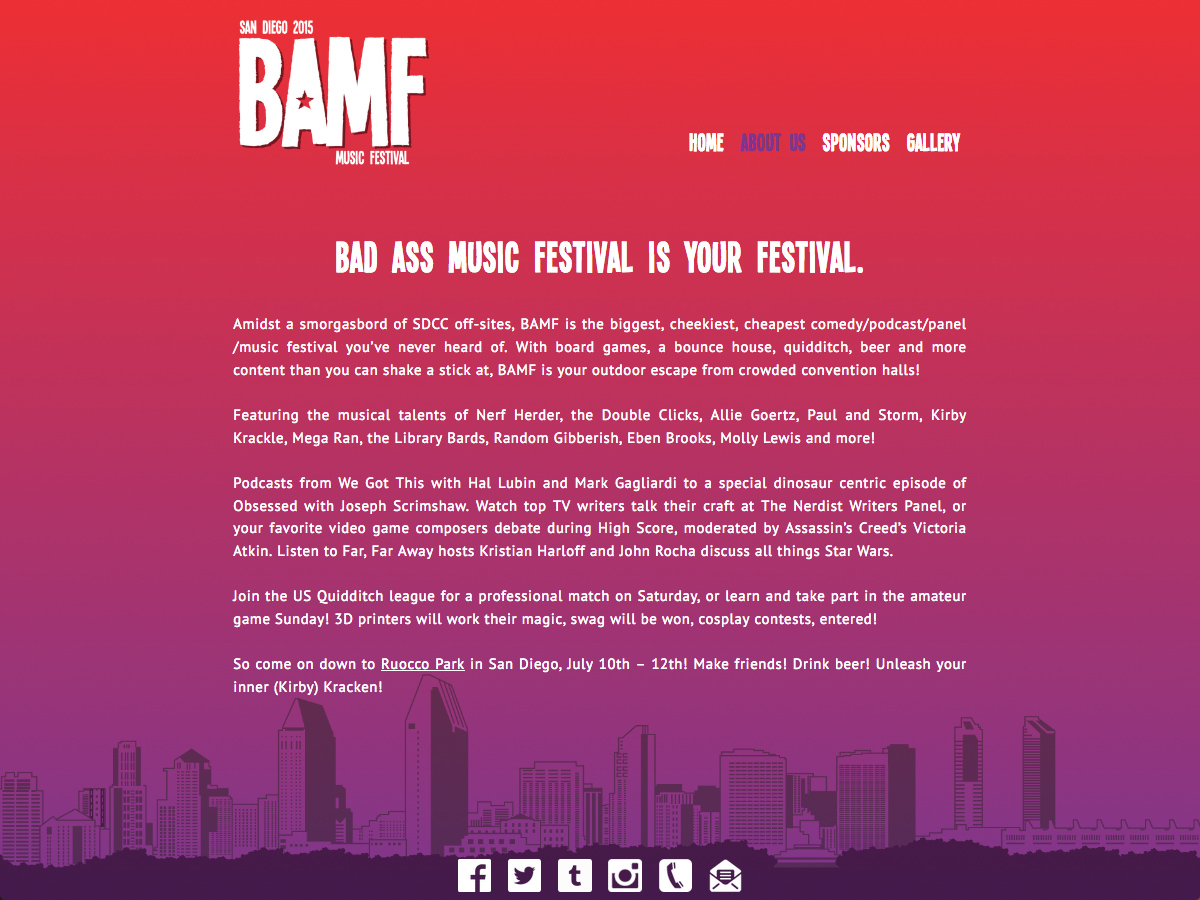 SAN DIEGO 2015
BAMF
MUSIC FESTIVAL
HOME ABOUT US SPONSORS GALLERY
BAD ASS MUSIC FESTIVAL IS YOUR FESTIVAL.
Amidst a smorgasbord of SDCC off-sites, BAMF is the biggest, cheekiest, cheapest comedy/podcast/panel
/music festival you've never heard of. With board games, a bounce house, quidditch, beer and more
content than you can shake a stick at, BAMF is your outdoor escape from crowded convention halls!
Featuring the musical talents of Nerf Herder, the Double Clicks, Allie Goertz, Paul and Storm, Kirby
Krackle, Mega Ran, the Library Bards, Random Gibberish, Eben Brooks, Molly Lewis and more!
Podcasts from We Got This with Hal Lubin and Mark Gagliardi to a special dinosaur centric episode of
Obsessed with Joseph Scrimshaw. Watch top TV writers talk their craft at The Nerdist Writers Panel, or
your favorite video game composers debate during High Score, moderated by Assassin's Creed's Victoria
Atkin. Listen to Far, Far Away hosts Kristian Harloff and John Rocha discuss all things Star Wars.
Join the US Quidditch league for a professional match on Saturday, or learn and take part in the amateur
game Sunday! 3D printers will work their magic, swag will be won, cosplay contests, entered!
So come on down to Ruocco Park in San Diego, July 10th – 12th! Make friends! Drink beer! Unleash your
inner (Kirby) Kracken!